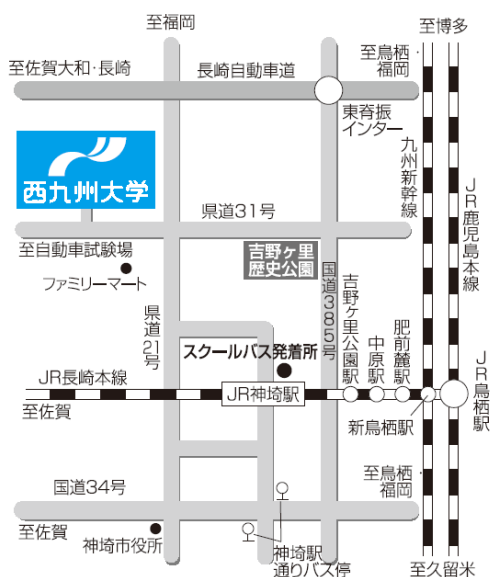 至福岡
至博多
至鳥栖
福岡
至佐賀大和・長崎
長崎自動車道
東脊振
インター
九州新幹線
JR鹿児島本線
西九州大学
県道31号
至自動車試験場
ファミリーマート
吉野ヶ里
歴史公園
国道385号
吉野ヶ里公園駅
中原駅
肥前麓駅
県道21号
スクールバス発着所
JR長崎本線
JR神埼駅
至佐賀
新鳥栖駅
JR鳥栖駅
国道34号
至鳥栖
福岡
至佐賀
神埼市役所
神埼駅
通りバス停
至久留米